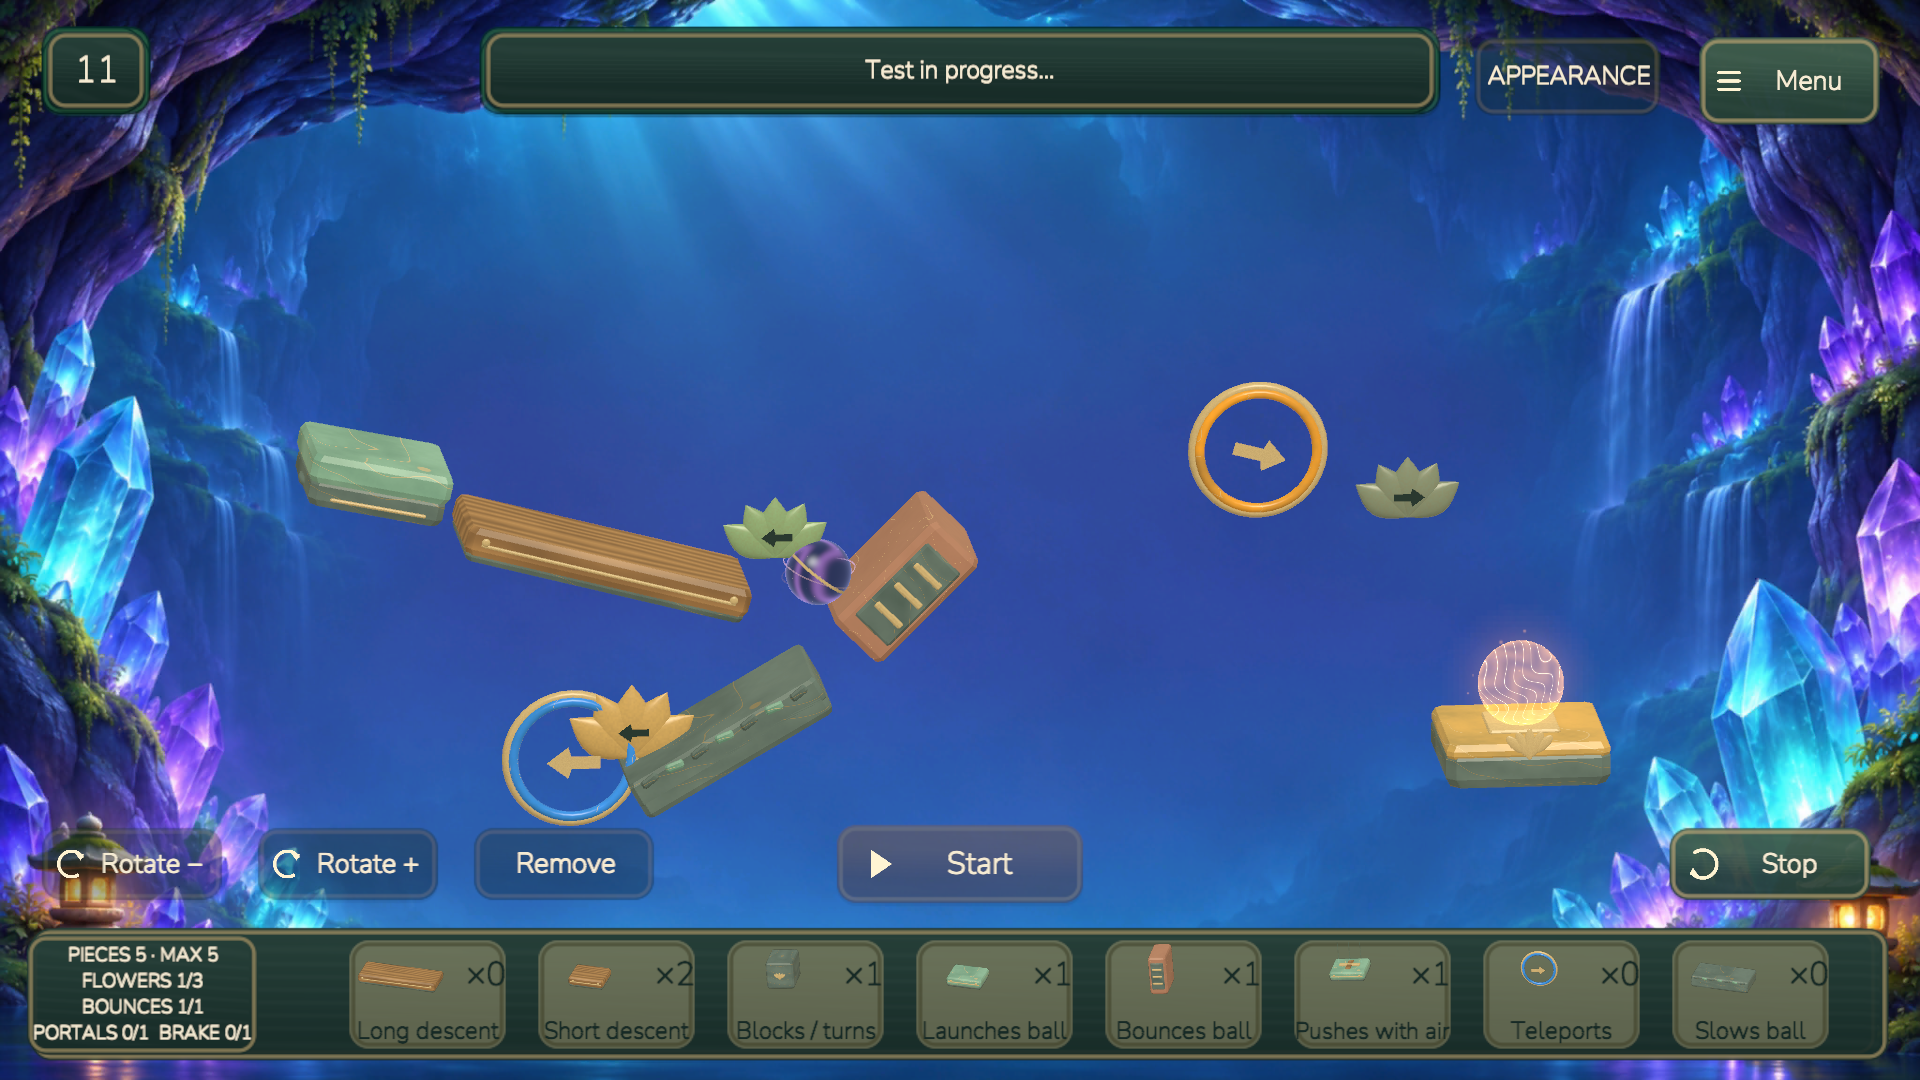 11
Test in progress...
APPEARANCE
Menu
Rotate –
Rotate +
Remove
Start
Stop
PIECES 5 · MAX 5
FLOWERS 1/3
BOUNCES 1/1
PORTALS 0/1 BRAKE 0/1
×0
Long descent
×2
Short descent
×1
Blocks / turns
×1
Launches ball
×1
Bounces ball
×1
Pushes with air
×0
Teleports
×0
Slows ball